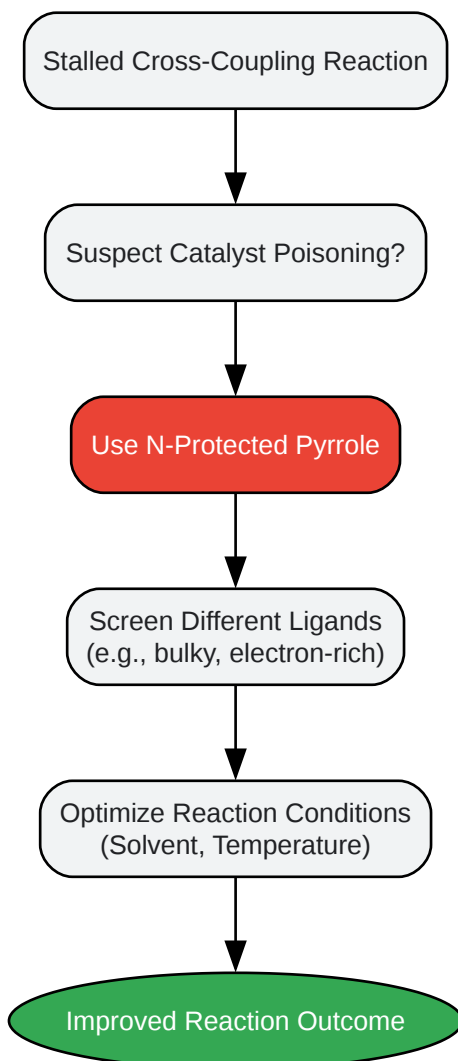 Stalled Cross-Coupling Reaction
Suspect Catalyst Poisoning?
Use N-Protected Pyrrole
Screen Different Ligands
(e.g., bulky, electron-rich)
Optimize Reaction Conditions
(Solvent, Temperature)
Improved Reaction Outcome